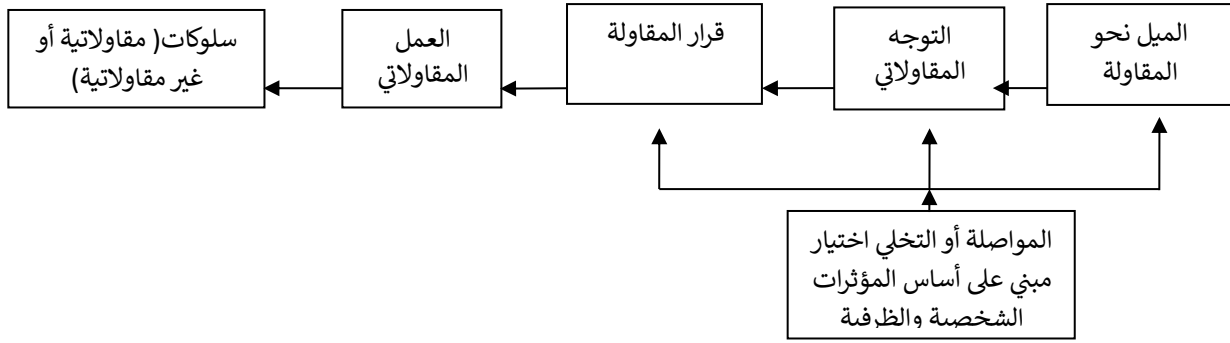 الميل نحو
المقاولة
التوجه
المقاولاتي
قرار المقاولة
العمل
المقاولاتي
سلوكات( مقاولاتية أو
غير مقاولاتية)
المواصلة أو التخلي اختيار
مبني على أساس المؤثرات
الشخصية والظرفية